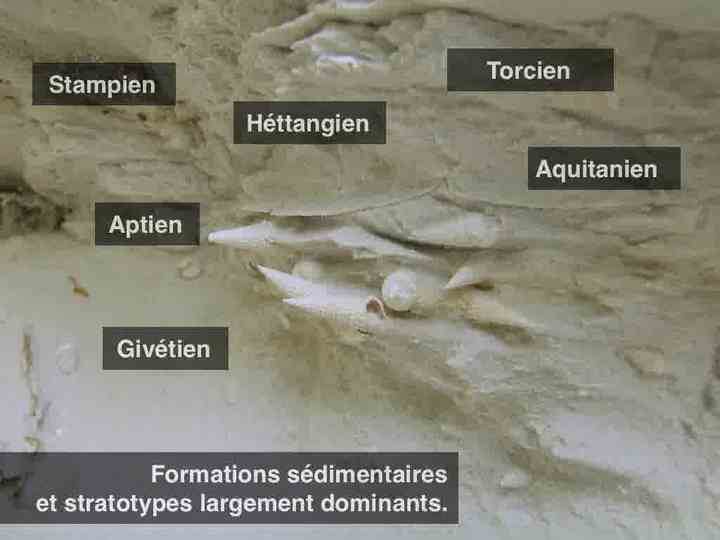 Stampien
Torcien
Héttangien
Aquitanien
Aptien
Givétien
Formations sédimentaires
et stratotypes largement dominants.